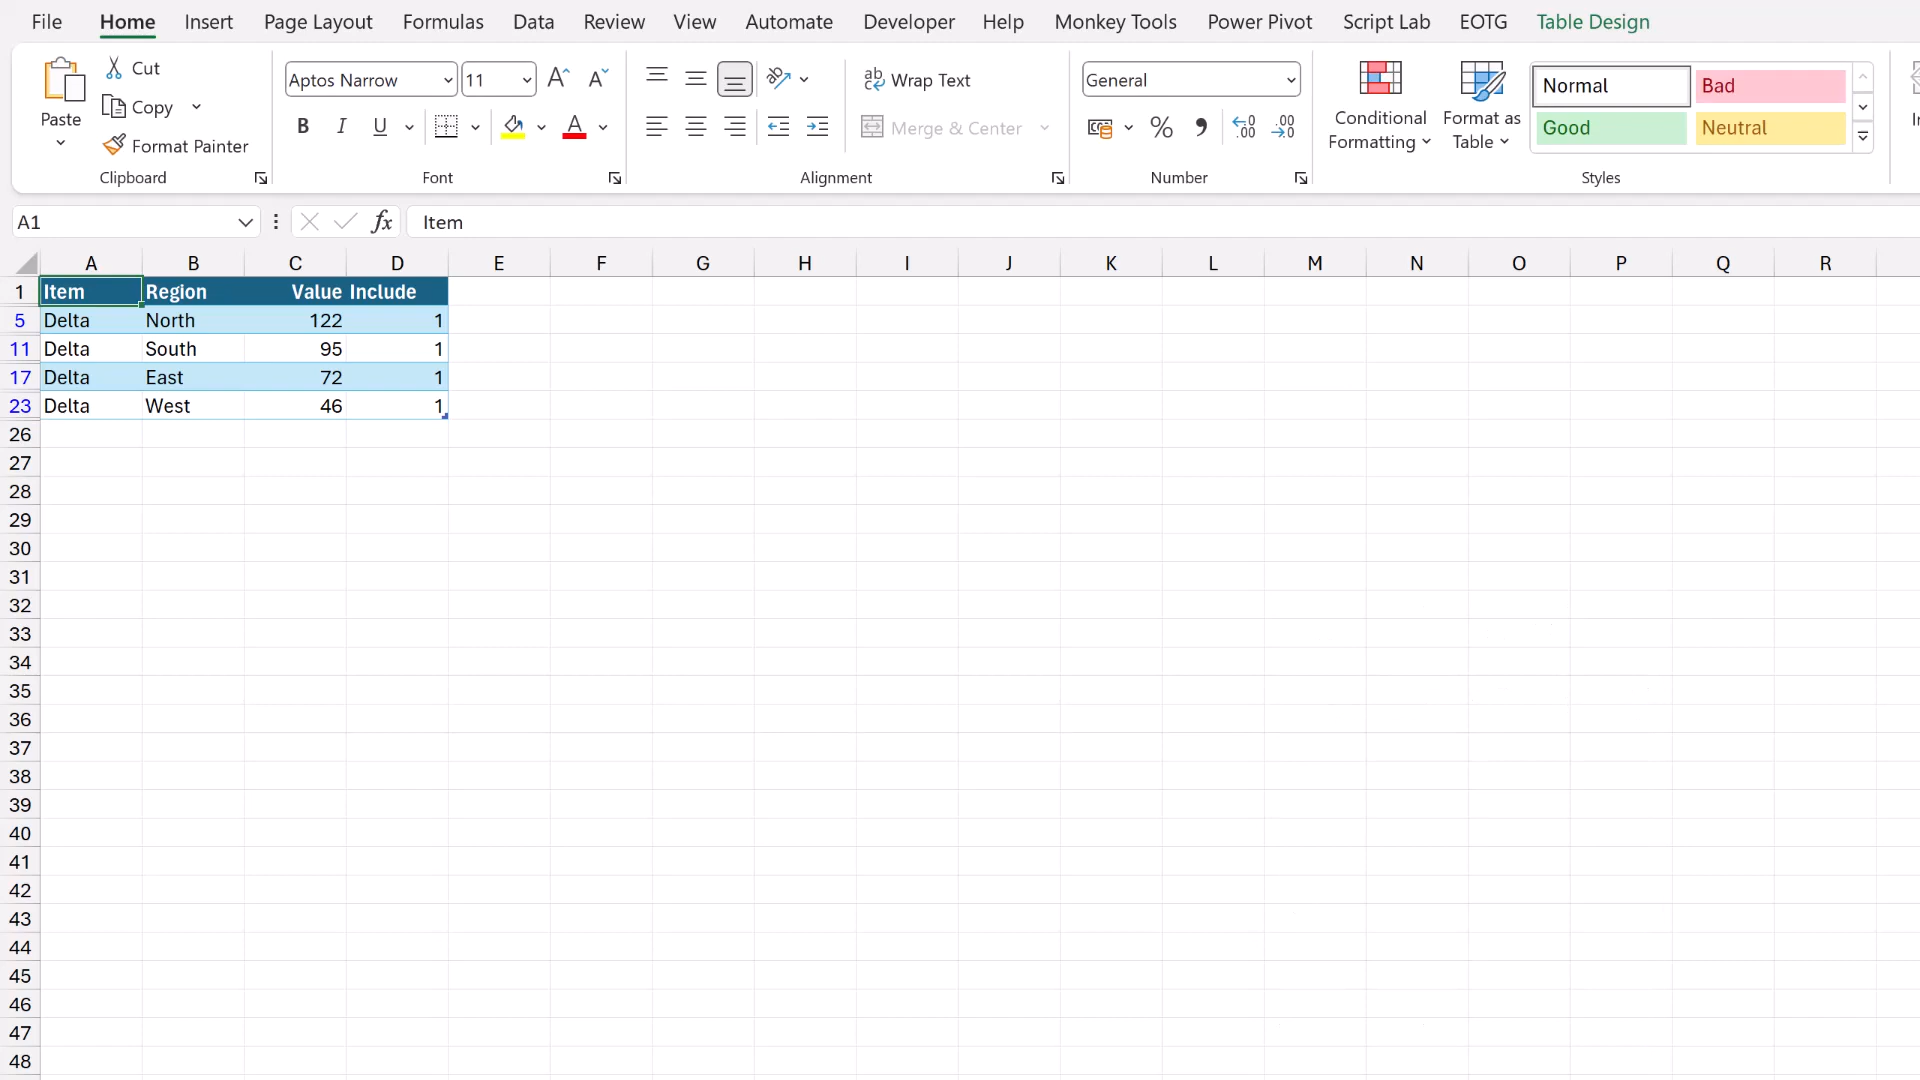 File Home Insert Page Layout Formulas Data Review View Automate Developer Help Monkey Tools Power Pivot Script Lab EOTG Table Design
Paste
Cut
Copy
Format Painter
Clipboard
Aptos Narrow 11
B I U
Font
Wrap Text
Merge & Center
Alignment
General
Number
Conditional Formatting
Format as Table
Normal Bad
Good Neutral
Styles
A1 fx Item
A B C D E F G H I J K L M N O P Q R
1 Item Region Value Include
5 Delta North 122 1
11 Delta South 95 1
17 Delta East 72 1
23 Delta West 46 1
26
27
28
29
30
31
32
33
34
35
36
37
38
39
40
41
42
43
44
45
46
47
48